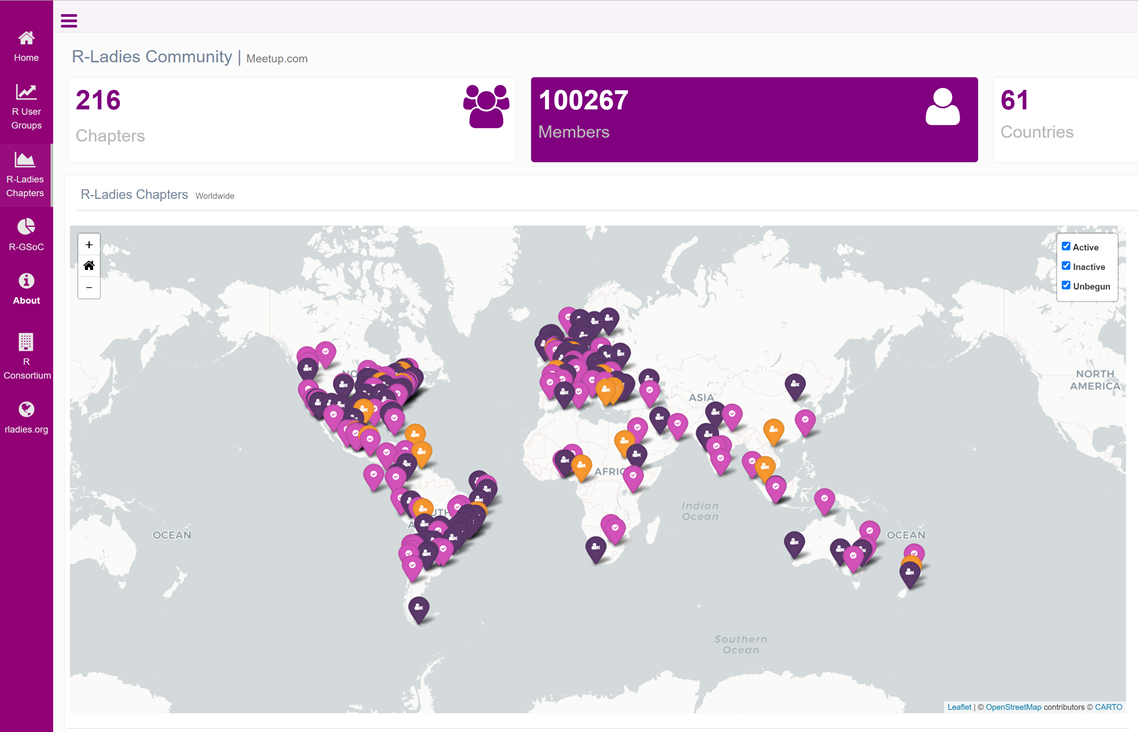 Home
R User
Groups
R-Ladies
Chapters
R-GSoC
About
R
Consortium
rladies.org
R-Ladies Community | Meetup.com
216
Chapters
100267
Members
61
Countries
R-Ladies Chapters Worldwide
+
−
Active
Inactive
Unbegun
NORTH
AMERICA
ASIA
Indian
Ocean
OCEAN
OCEAN
Southern
Ocean
Leaflet | © OpenStreetMap contributors © CARTO